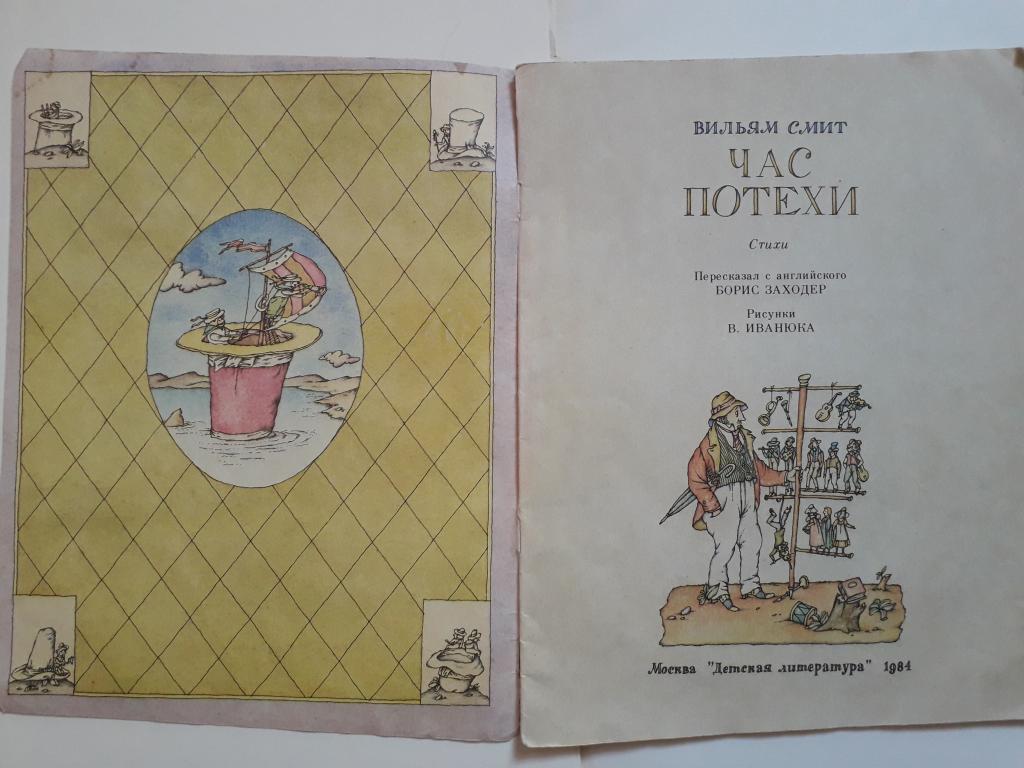 ВИЛЬЯМ СМИТ
ЧАС
ПОТЕХИ
Стихи
Пересказал с английского
БОРИС ЗАХОДЕР
Рисунки
В. ИВАНЮКА
Москва "Детская литература" 1984